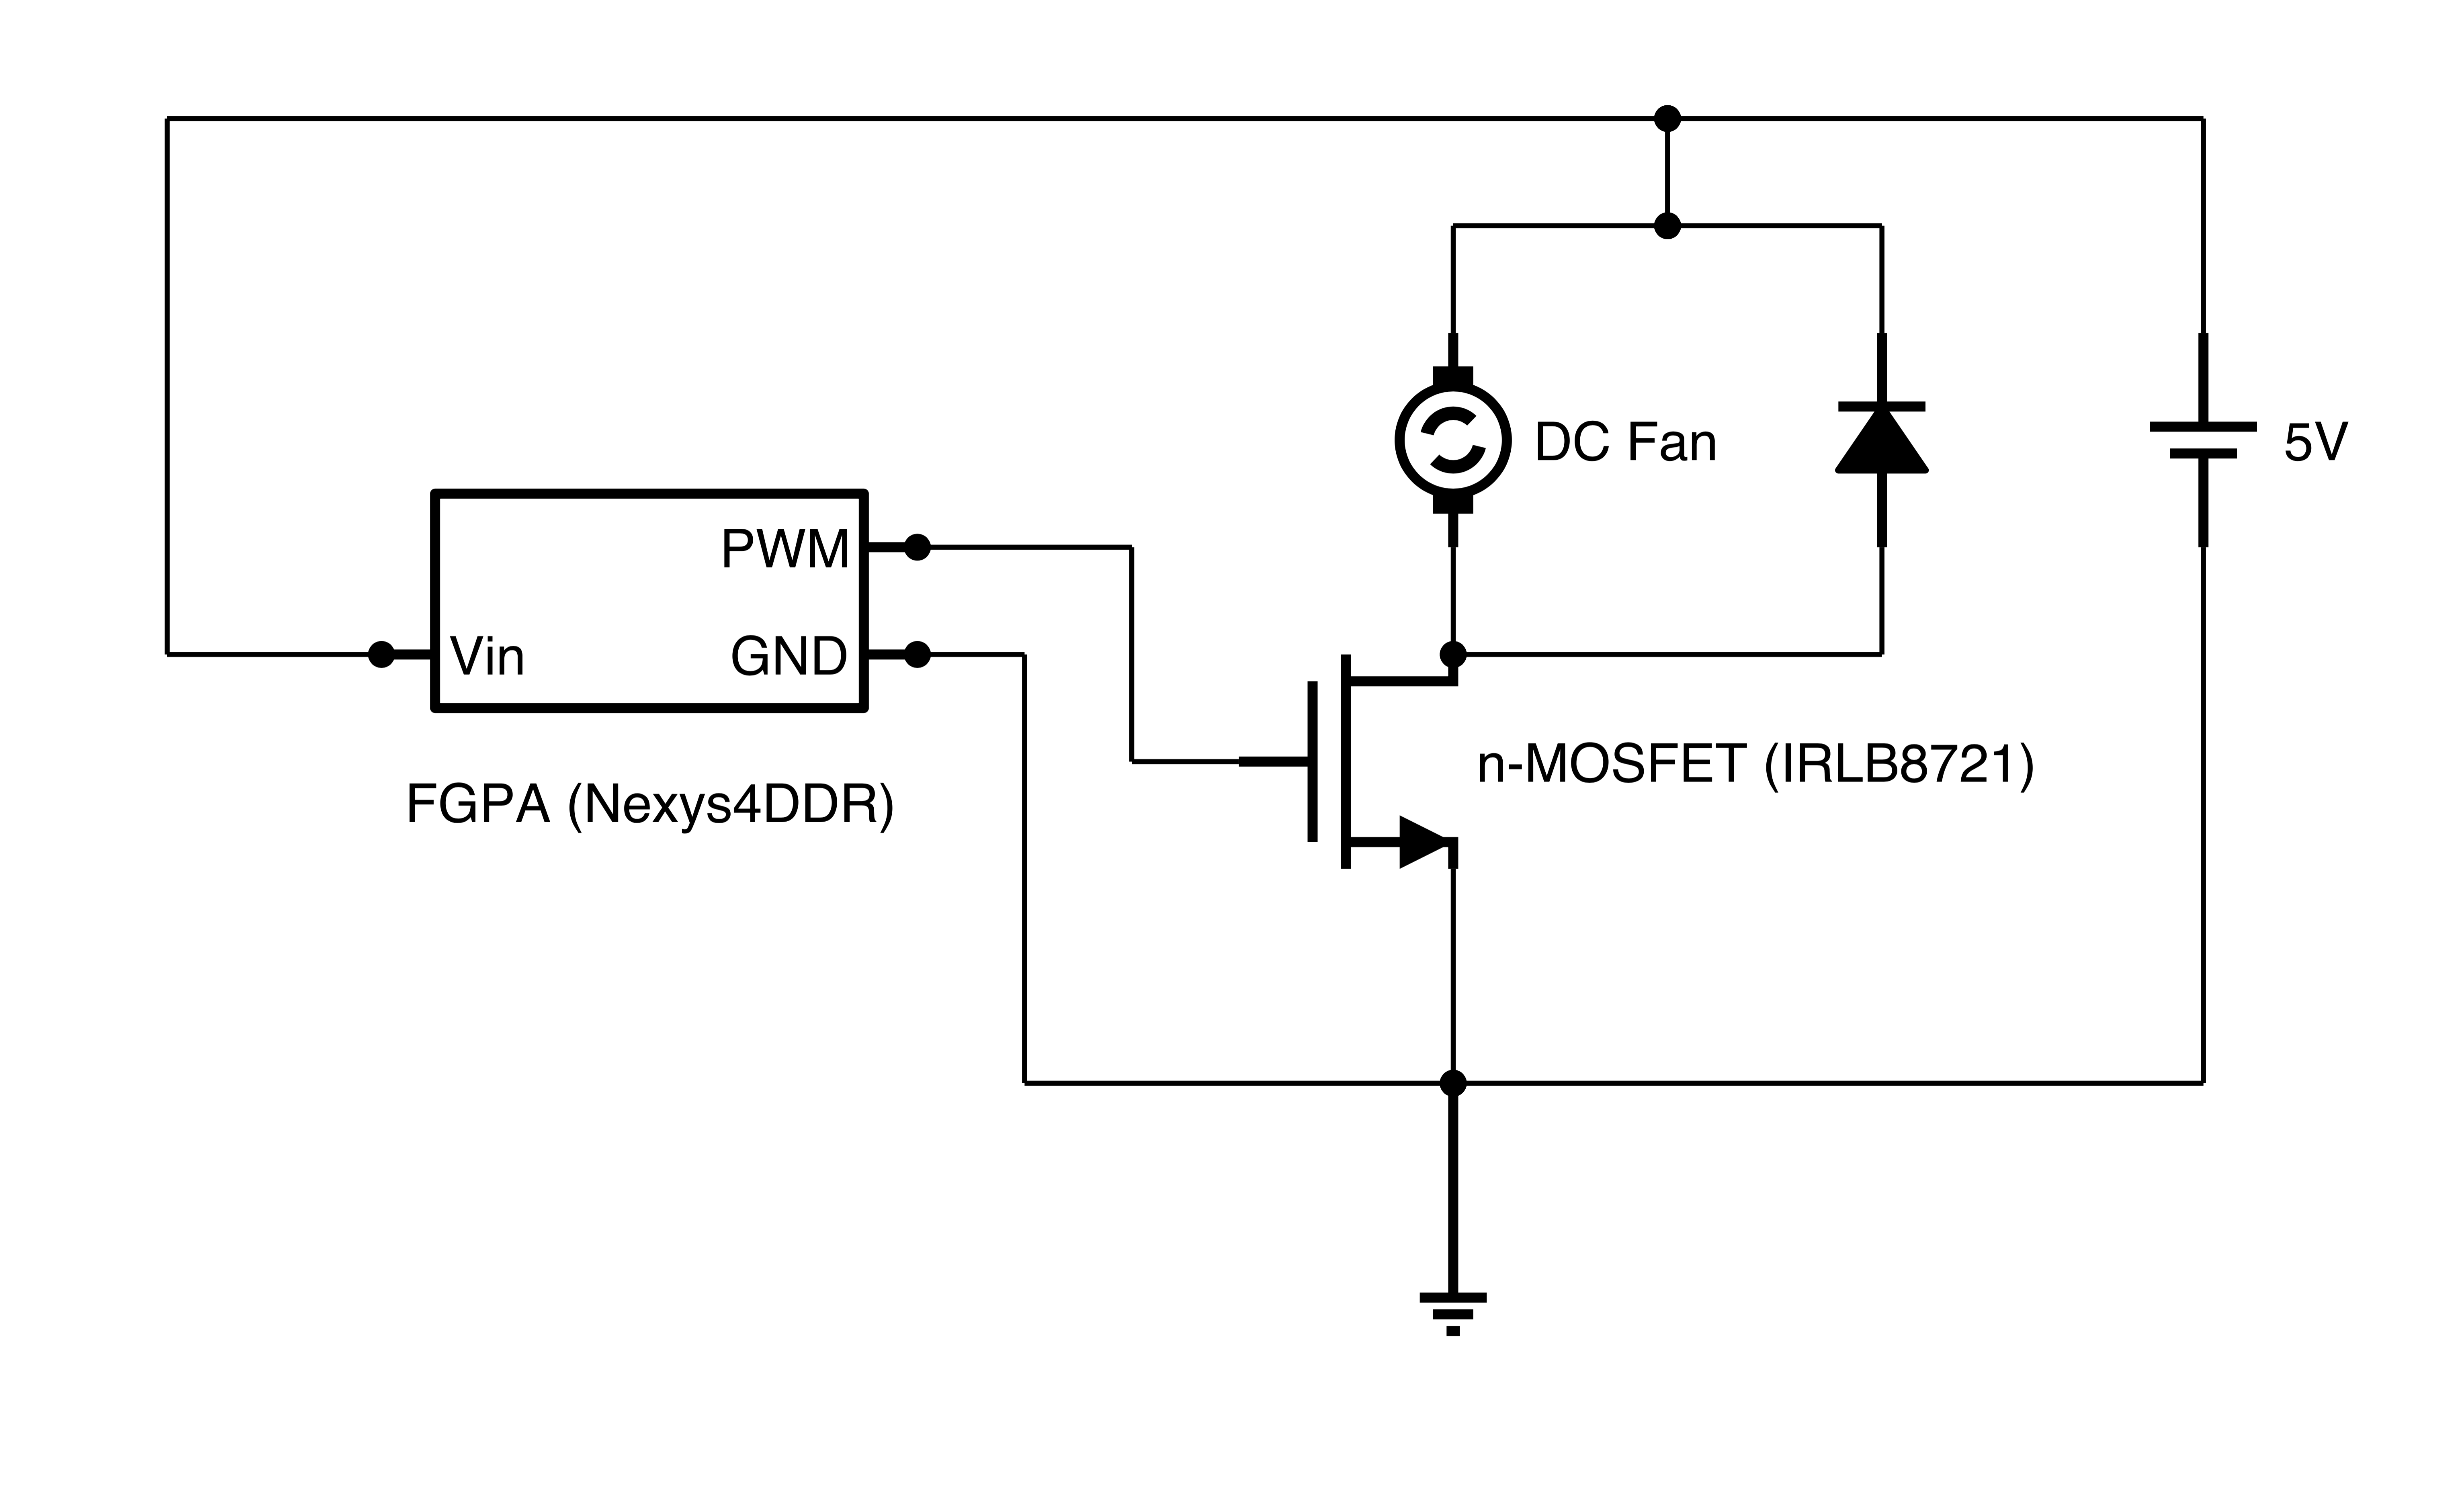 DC Fan
5V
PWM
Vin
GND
n-MOSFET (IRLB8721)
FGPA (Nexys4DDR)